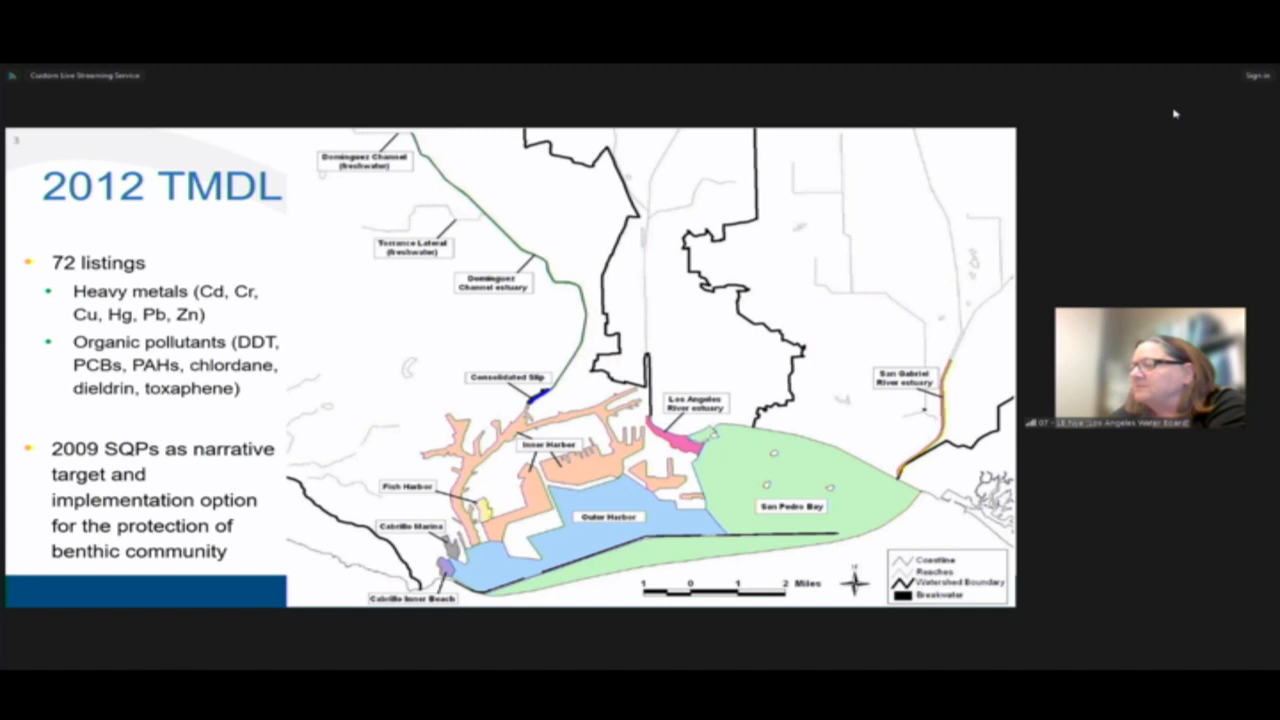 Custom Live Streaming Service
Sign in
3
2012 TMDL
72 listings
Heavy metals (Cd, Cr,
Cu, Hg, Pb, Zn)
Organic pollutants (DDT,
PCBs, PAHs, chlordane,
dieldrin, toxaphene)
2009 SQPs as narrative
target and
implementation option
for the protection of
benthic community
Dominguez Channel
(freshwater)
Torrance Lateral
(freshwater)
Dominguez
Channel estuary
Consolidated Slip
Los Angeles
River estuary
San Gabriel
River estuary
Inner Harbor
Fish Harbor
Outer Harbor
San Pedro Bay
Cabrillo Marina
Cabrillo Inner Beach
1 0 1 2 Miles
N
Coastline
Reaches
Watershed Boundary
Breakwater
07 - LB Nye (Los Angeles Water Board)